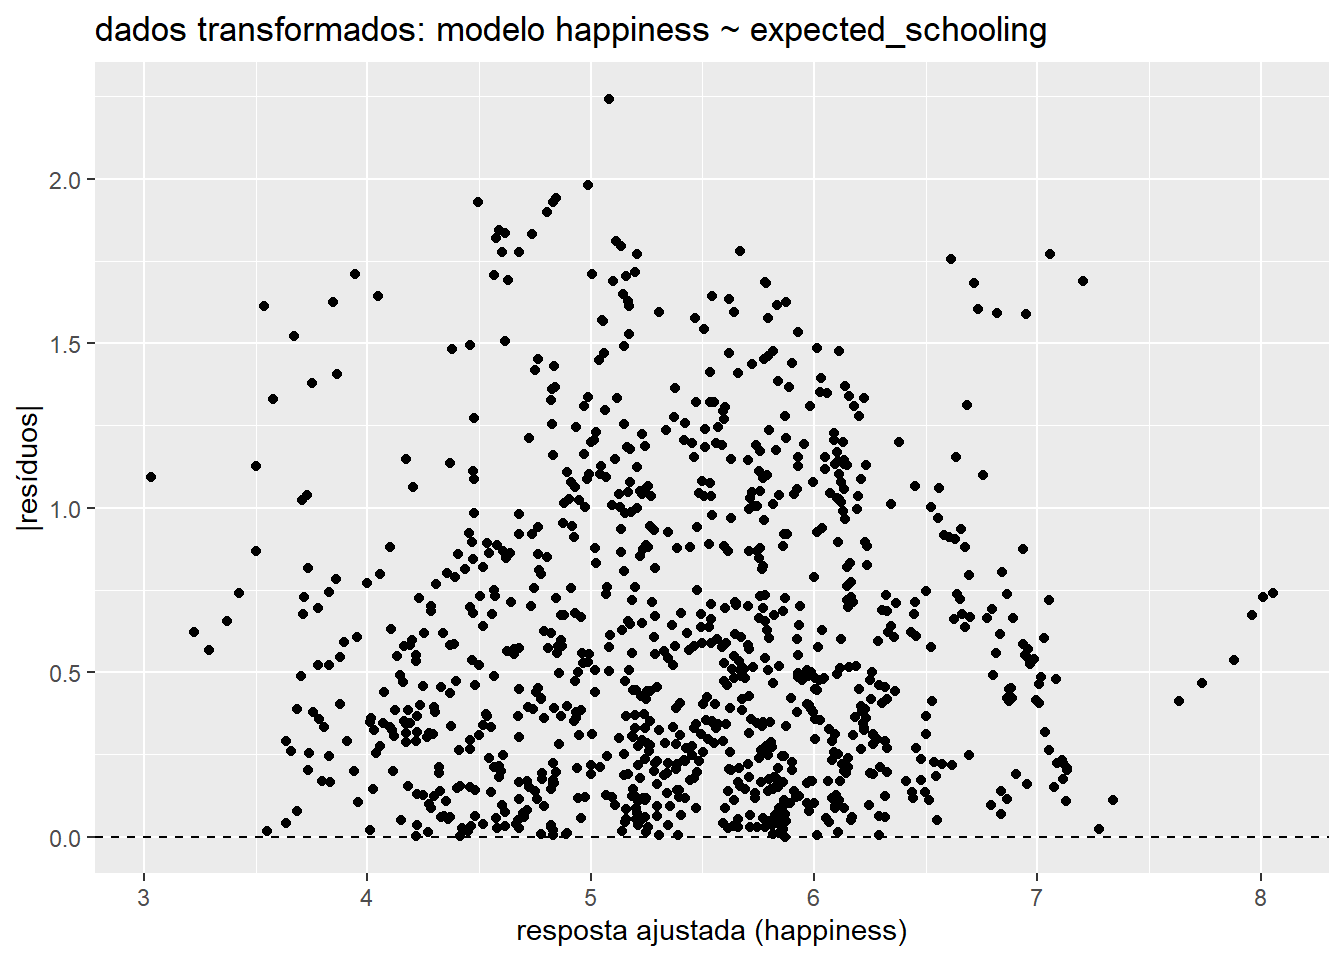 dados transformados: modelo happiness ~ expected_schooling
2.0
1.5
1.0
0.5
0.0
|resíduos|
3 4 5 6 7 8
resposta ajustada (happiness)